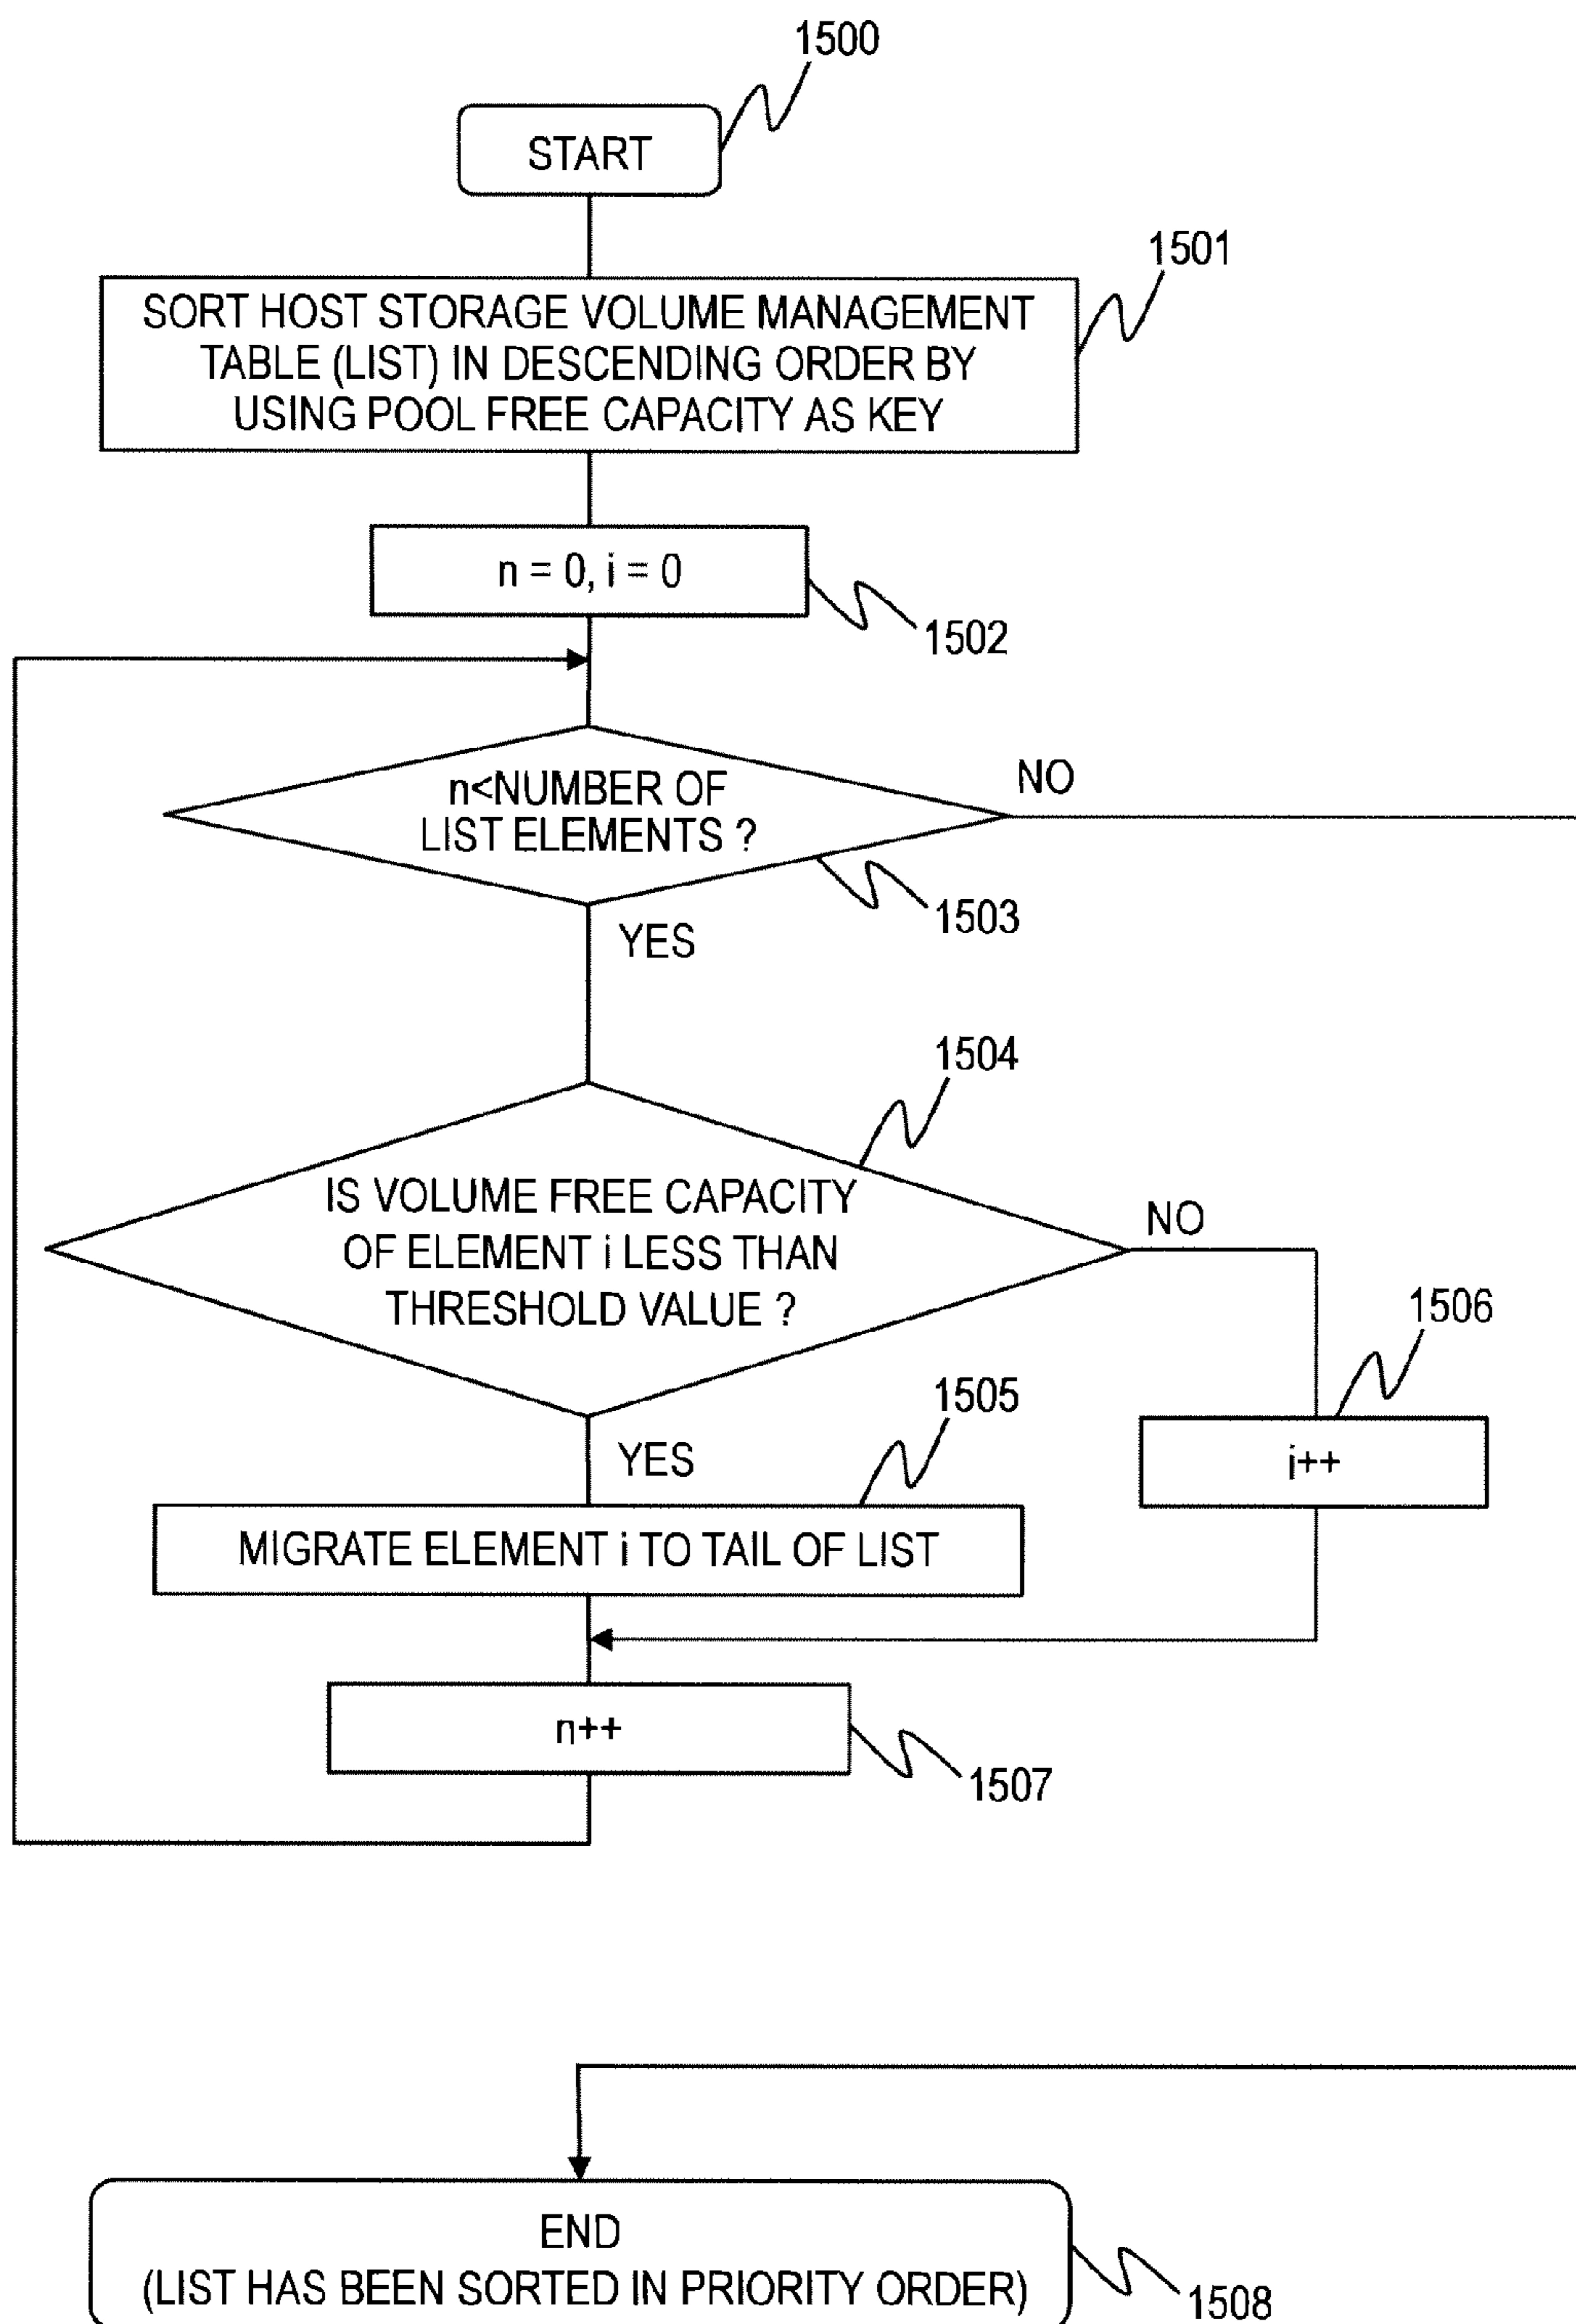 1500
START
1501
SORT HOST STORAGE VOLUME MANAGEMENT
TABLE (LIST) IN DESCENDING ORDER BY
USING POOL FREE CAPACITY AS KEY
n = 0, i = 0
1502
n<NUMBER OF
LIST ELEMENTS ?
NO
1503
YES
1504
IS VOLUME FREE CAPACITY
OF ELEMENT i LESS THAN
THRESHOLD VALUE ?
NO
1506
1505
YES
i++
MIGRATE ELEMENT i TO TAIL OF LIST
n++
1507
END
(LIST HAS BEEN SORTED IN PRIORITY ORDER)
1508